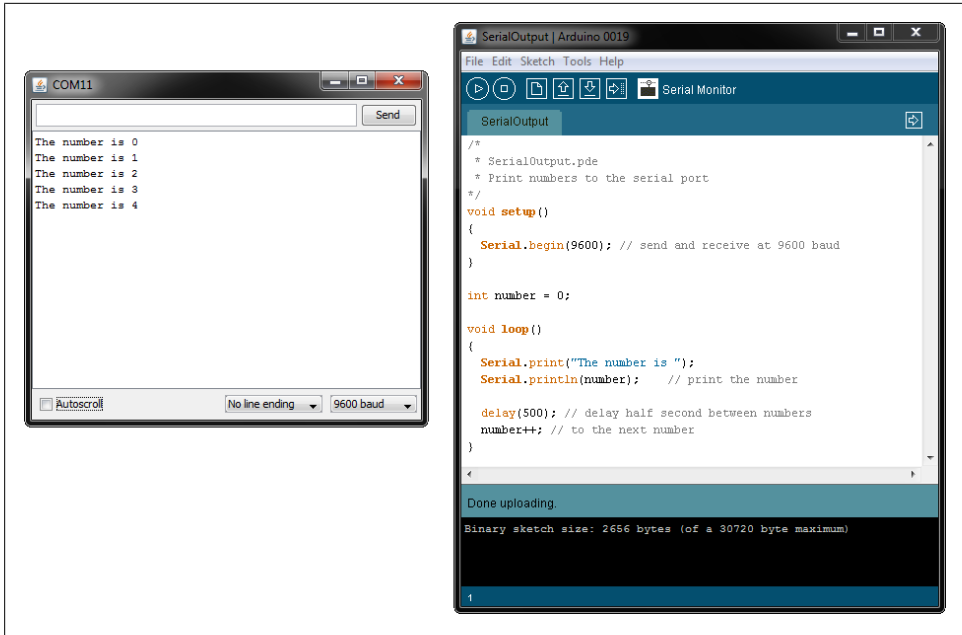 COM11
Send
The number is 0
The number is 1
The number is 2
The number is 3
The number is 4
Autoscroll
No line ending
9600 baud
SerialOutput | Arduino 0019
File Edit Sketch Tools Help
Serial Monitor
SerialOutput
/*
 * SerialOutput.pde
 * Print numbers to the serial port
*/
void setup()
{
  Serial.begin(9600); // send and receive at 9600 baud
}
int number = 0;
void loop()
{
  Serial.print("The number is ");
  Serial.println(number);    // print the number
  delay(500); // delay half second between numbers
  number++; // to the next number
}
Done uploading.
Binary sketch size: 2656 bytes (of a 30720 byte maximum)
1